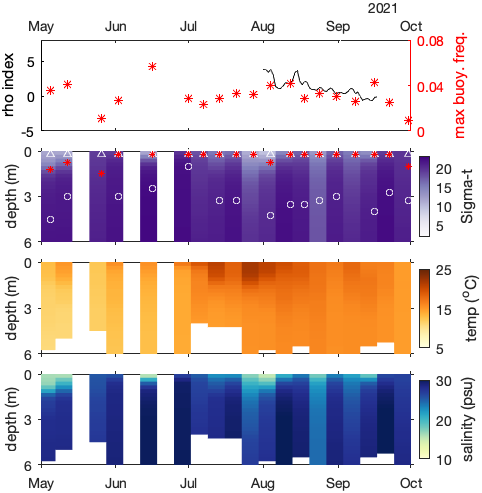 2021
May Jun Jul Aug Sep Oct
rho index
5
0
-5
0.08
0.04
0
max buoy. freq.
depth (m)
0
3
6
20
15
10
5
Sigma-t
depth (m)
0
3
6
25
15
5
temp (°C)
depth (m)
0
3
6
30
20
10
salinity (psu)
May Jun Jul Aug Sep Oct